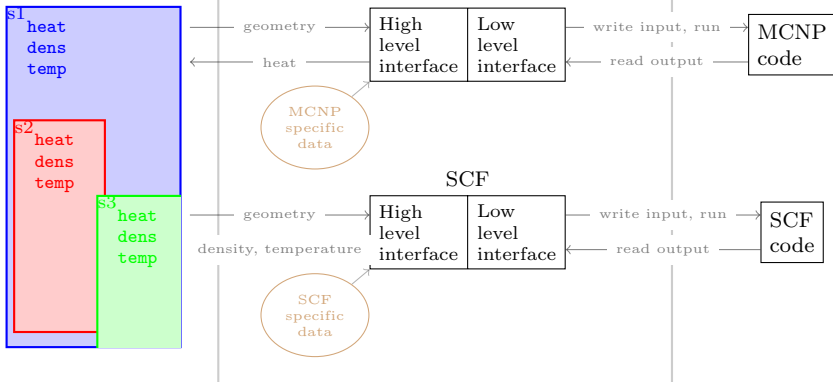 s1
heat
dens
temp
s2
heat
dens
temp
s3
heat
dens
temp
geometry
heat
High
level
interface
Low
level
interface
write input, run
read output
MCNP
code
MCNP
specific
data
SCF
geometry
density, temperature
High
level
interface
Low
level
interface
write input, run
read output
SCF
code
SCF
specific
data